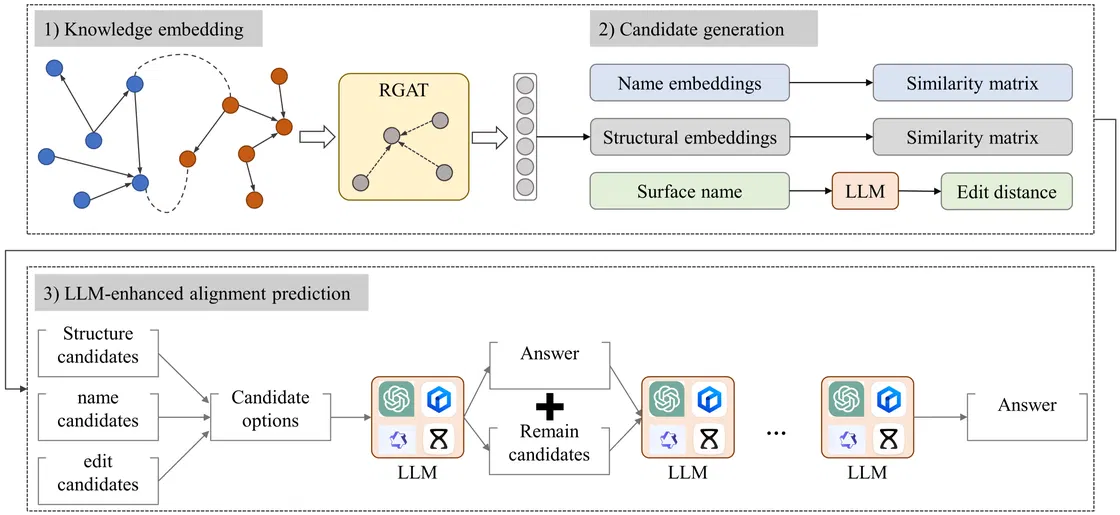 1) Knowledge embedding
2) Candidate generation
RGAT
Name embeddings
Similarity matrix
Structural embeddings
Similarity matrix
Surface name
LLM
Edit distance
3) LLM-enhanced alignment prediction
Structure
candidates
name
candidates
edit
candidates
Candidate
options
LLM
Answer
+
Remain
candidates
LLM
...
LLM
Answer